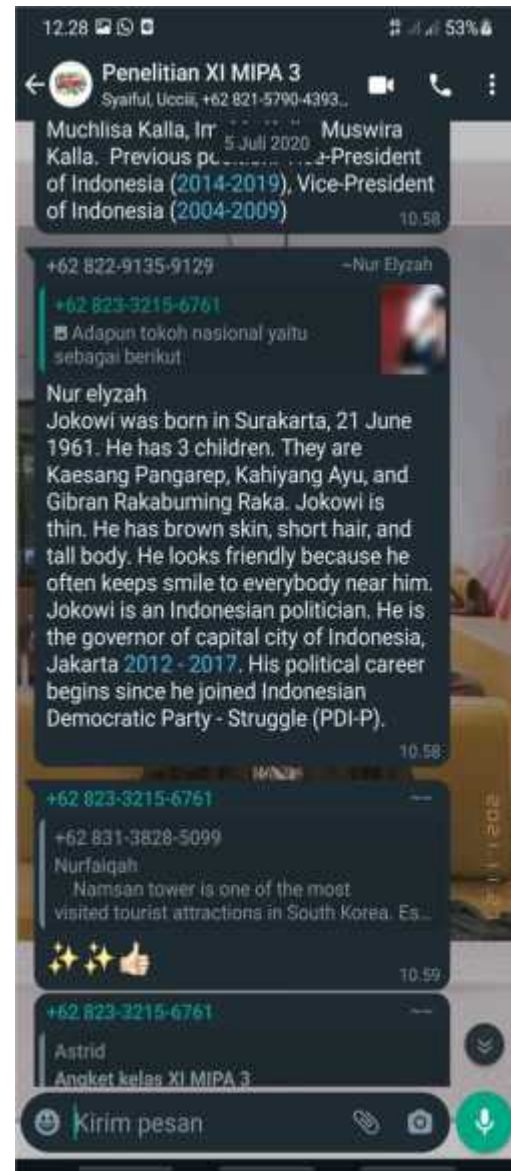 12.28 53%
Penelitian XI MIPA 3
Syaiful, Ucciii, +62 821-5790-4393...
5 Juli 2020
Muchlisa Kalla, Muswira
Kalla. Previous Vice-President
of Indonesia (2014-2019), Vice-President
of Indonesia (2004-2009)
10.58
+62 822-9135-9129 ~Nur Elyzah
+62 823-3215-6761
Adapun tokoh nasional yaitu
sebagai berikut
Nur elyzah
Jokowi was born in Surakarta, 21 June
1961. He has 3 children. They are
Kaesang Pangarep, Kahiyang Ayu, and
Gibran Rakabuming Raka. Jokowi is
thin. He has brown skin, short hair, and
tall body. He looks friendly because he
often keeps smile to everybody near him.
Jokowi is an Indonesian politician. He is
the governor of capital city of Indonesia,
Jakarta 2012 - 2017. His political career
begins since he joined Indonesian
Democratic Party - Struggle (PDI-P).
10.58
+62 823-3215-6761
+62 831-3828-5099
Nurfaiqah
Namsan tower is one of the most
visited tourist attractions in South Korea. Es...
✨✨👍🏻
10.59
+62 823-3215-6761
Astrid
Angket kelas XI MIPA 3
Kirim pesan